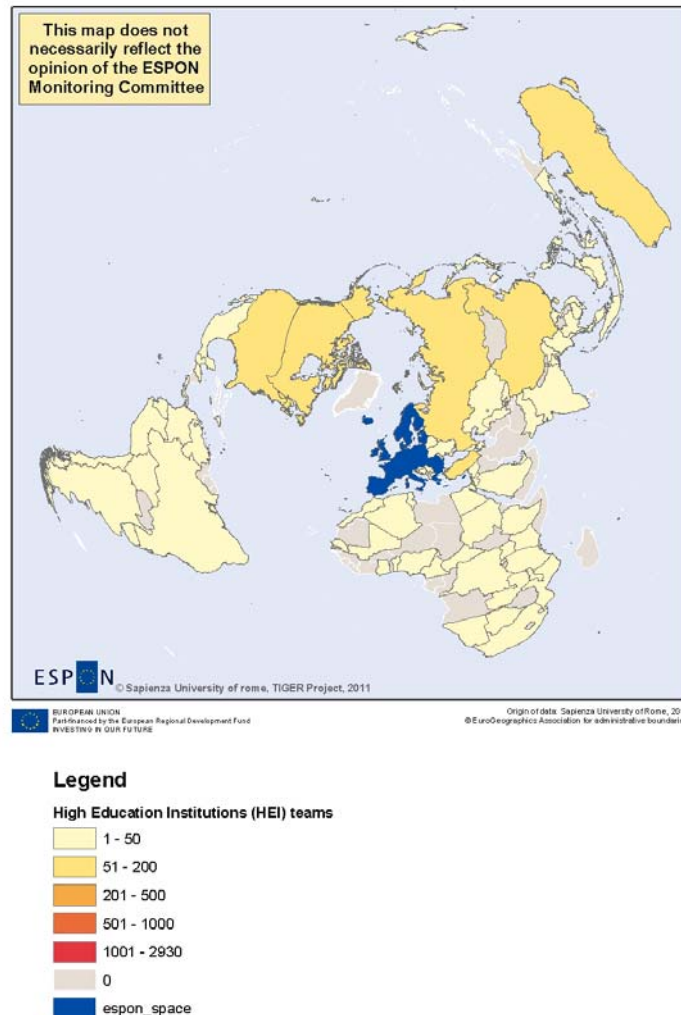 This map does not
necessarily reflect the
opinion of the ESPON
Monitoring Committee
ESPON © Sapienza University of rome, TIGER Project, 2011
EUROPEAN UNION
Part-financed by the European Regional Development Fund
INVESTING IN OUR FUTURE
Origin of data: Sapienza University of Rome,
© EuroGeographics Association for administrative
Legend
High Education Institutions (HEI) teams
1 - 50
51 - 200
201 - 500
501 - 1000
1001 - 2930
0
espon_space